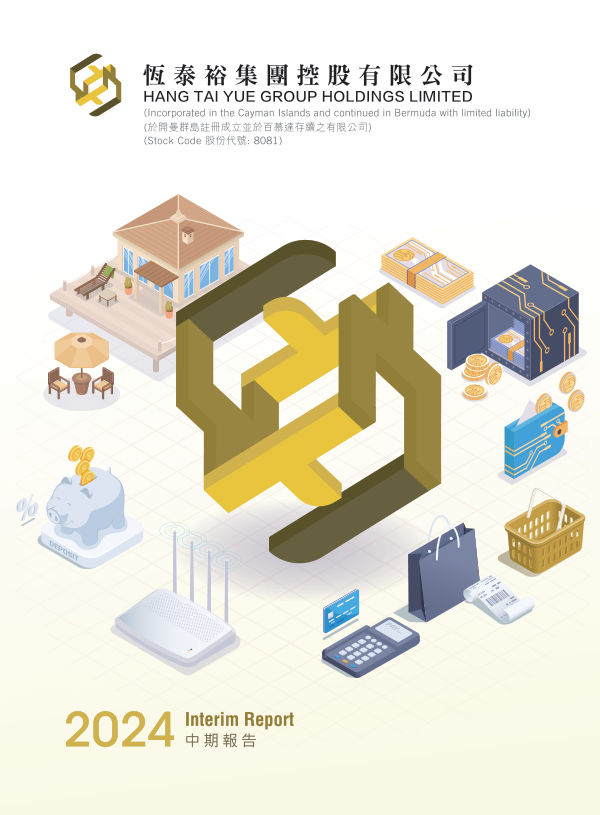 恆泰裕集團控股有限公司
HANG TAI YUE GROUP HOLDINGS LIMITED
(Incorporated in the Cayman Islands and continued in Bermuda with limited liability)
(於開曼群島註冊成立並於百慕達存續之有限公司)
(Stock Code 股份代號: 8081)
%
DEPOSIT
2024 Interim Report
中期報告